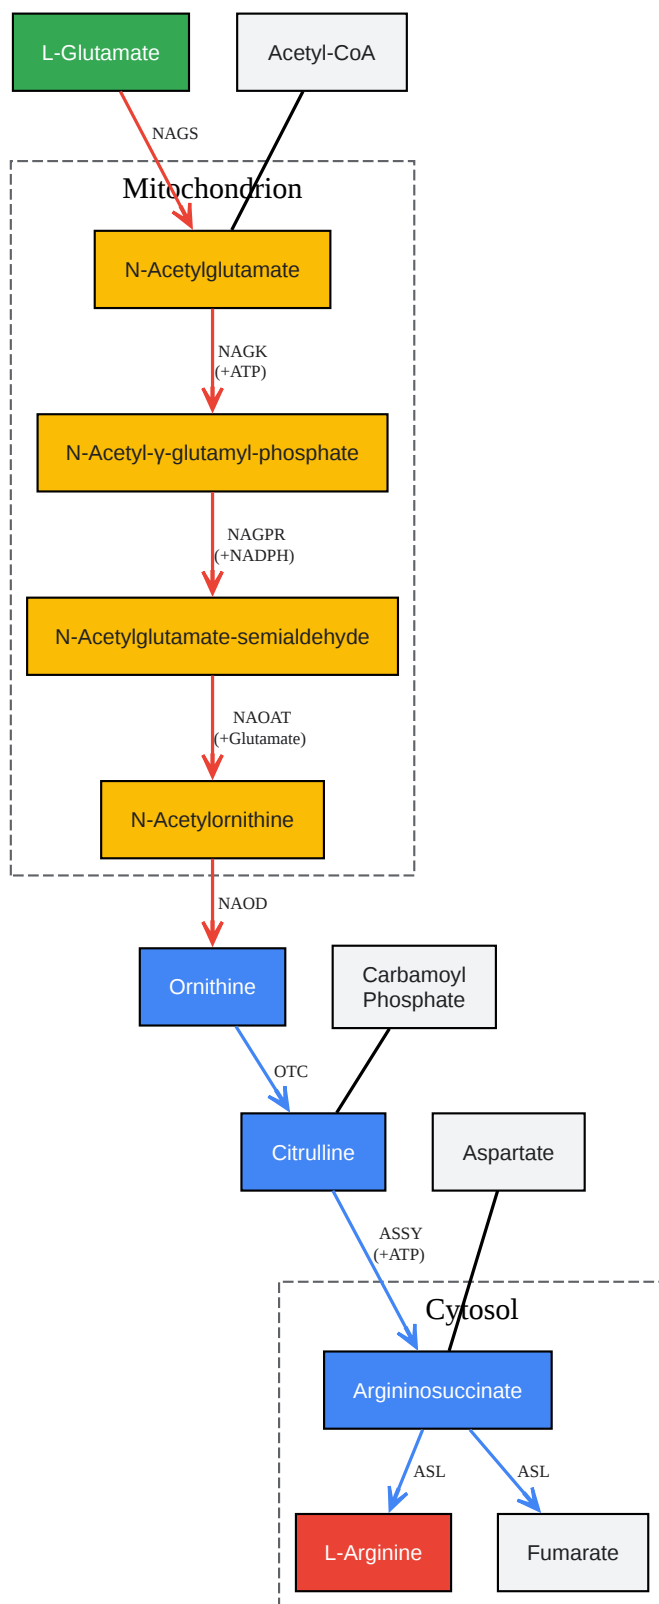 L-Glutamate
Acetyl-CoA
NAGS
Mitochondrion
N-Acetylglutamate
NAGK
(+ATP)
N-Acetyl-γ-glutamyl-phosphate
NAGPR
(+NADPH)
N-Acetylglutamate-semialdehyde
NAOAT
(+Glutamate)
N-Acetylornithine
NAOD
Ornithine
Carbamoyl
Phosphate
OTC
Citrulline
Aspartate
ASSY
(+ATP)
Cytosol
Argininosuccinate
ASL
ASL
L-Arginine
Fumarate